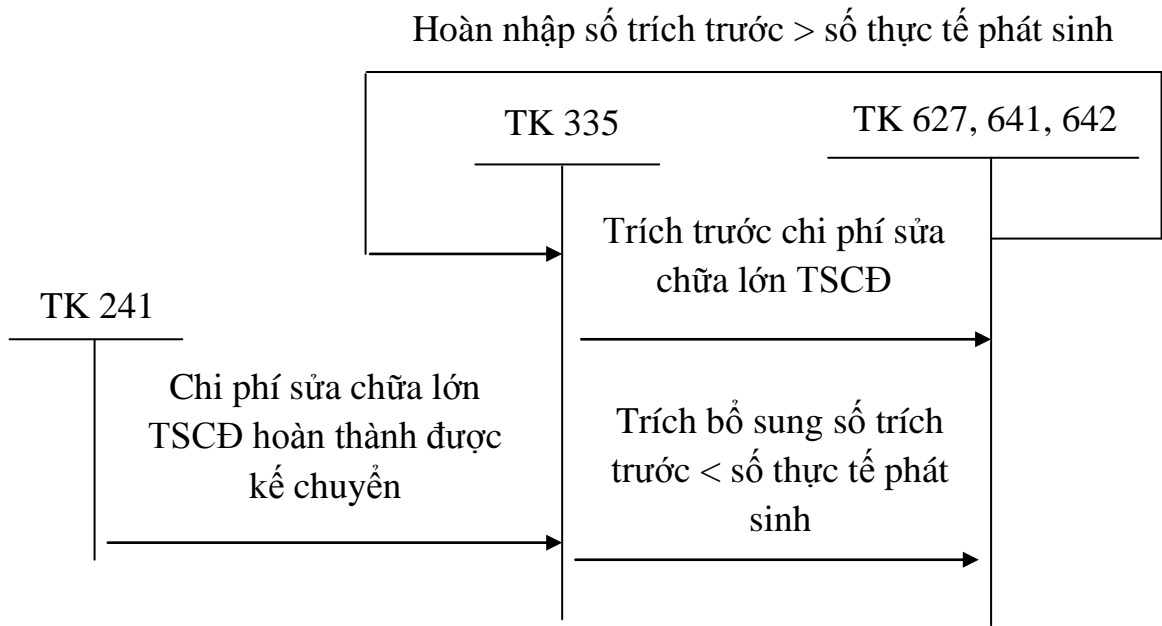 Hoàn nhập số trích trước > số thực tế phát sinh
TK 335
TK 627, 641, 642
Trích trước chi phí sửa
chữa lớn TSCĐ
TK 241
Chi phí sửa chữa lớn
TSCĐ hoàn thành được
kế chuyển
Trích bổ sung số trích
trước < số thực tế phát
sinh